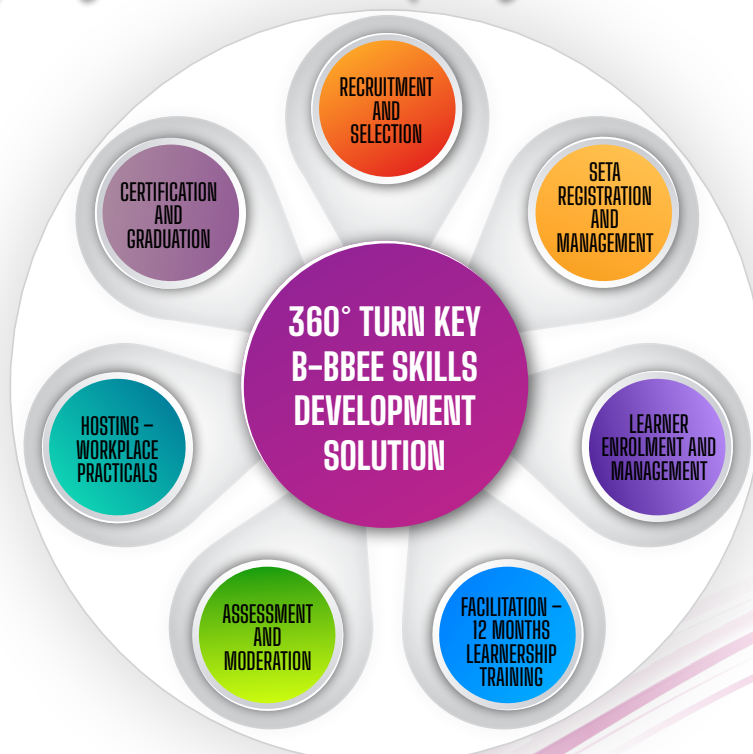 RECRUITMENT
AND
SELECTION
SETA
REGISTRATION
AND
MANAGEMENT
LEARNER
ENROLMENT AND
MANAGEMENT
FACILITATION –
12 MONTHS
LEARNERSHIP
TRAINING
ASSESSMENT
AND
MODERATION
HOSTING –
WORKPLACE
PRACTICALS
CERTIFICATION
AND
GRADUATION
360° TURN KEY
B-BBEE SKILLS
DEVELOPMENT
SOLUTION